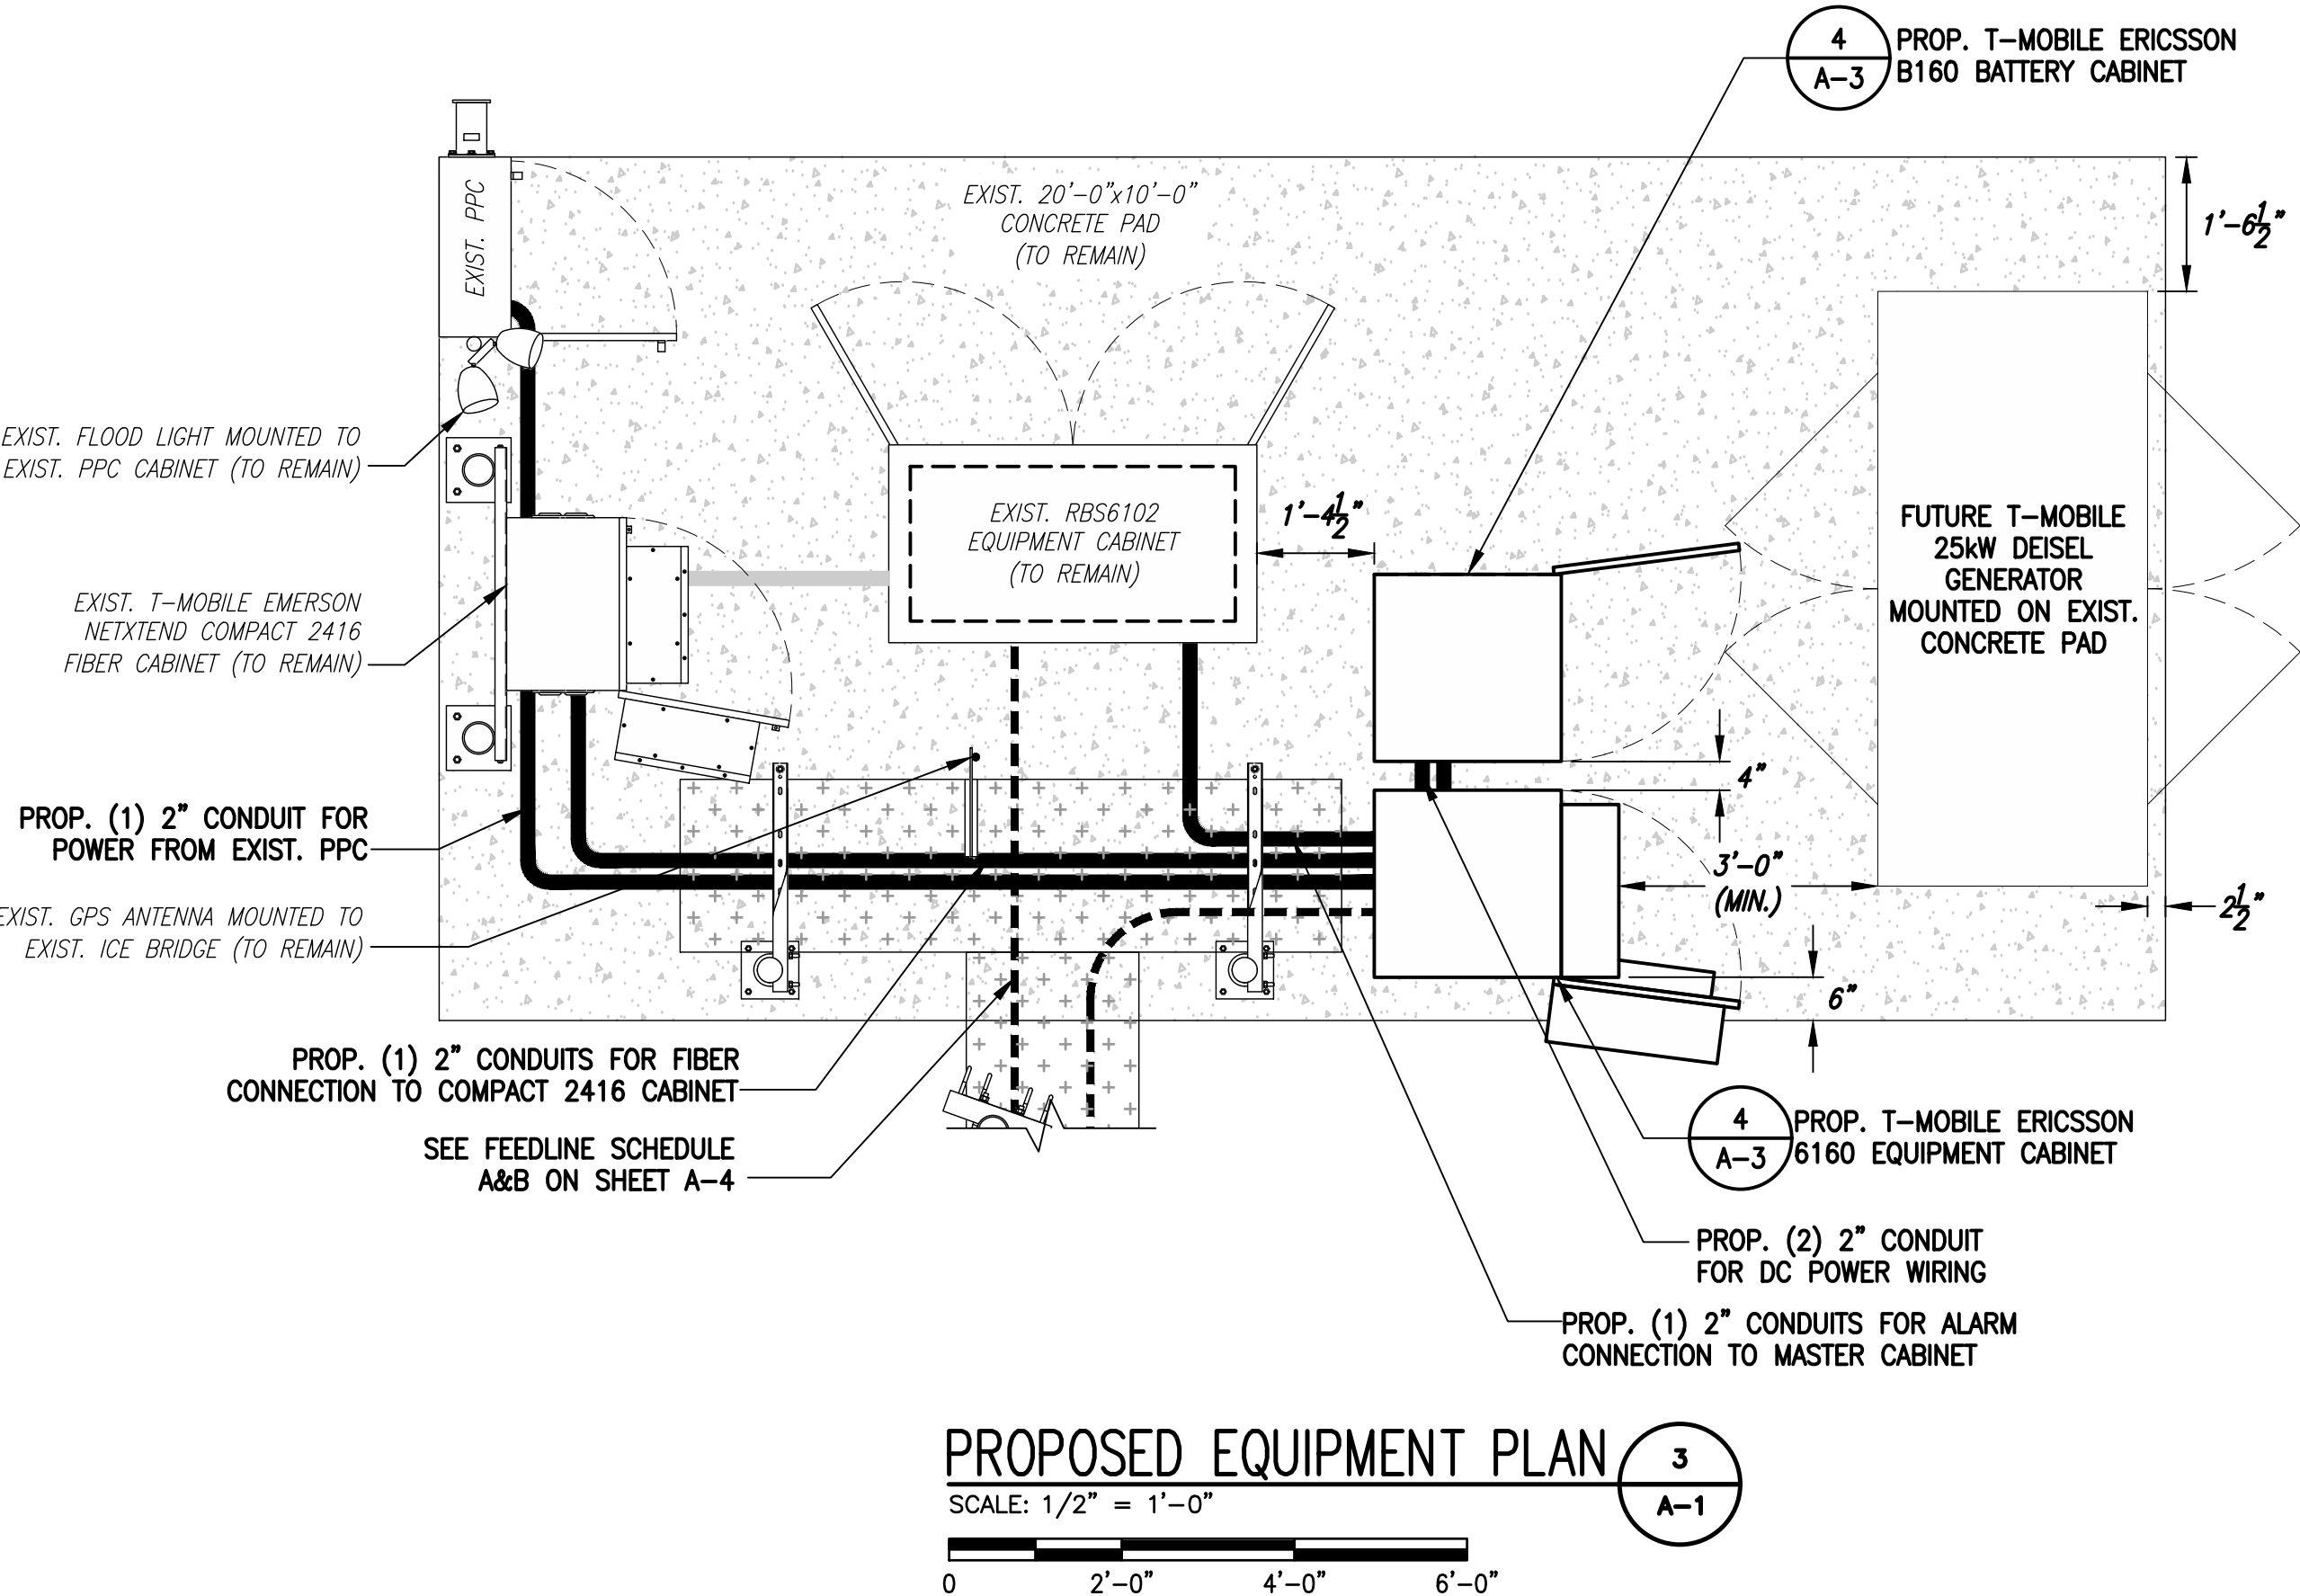 4
A-3
PROP. T-MOBILE ERICSSON
B160 BATTERY CABINET
EXIST. PPC
EXIST. 20'-0"x10'-0"
CONCRETE PAD
(TO REMAIN)
1'-6 1/2"
EXIST. FLOOD LIGHT MOUNTED TO
EXIST. PPC CABINET (TO REMAIN)
EXIST. RBS6102
EQUIPMENT CABINET
(TO REMAIN)
1'-4 1/2"
FUTURE T-MOBILE
25kW DEISEL
GENERATOR
MOUNTED ON EXIST.
CONCRETE PAD
EXIST. T-MOBILE EMERSON
NETXTEND COMPACT 2416
FIBER CABINET (TO REMAIN)
4"
PROP. (1) 2" CONDUIT FOR
POWER FROM EXIST. PPC
3'-0"
(MIN.)
2 1/2"
EXIST. GPS ANTENNA MOUNTED TO
EXIST. ICE BRIDGE (TO REMAIN)
6"
PROP. (1) 2" CONDUITS FOR FIBER
CONNECTION TO COMPACT 2416 CABINET
SEE FEEDLINE SCHEDULE
A&B ON SHEET A-4
4
A-3
PROP. T-MOBILE ERICSSON
6160 EQUIPMENT CABINET
PROP. (2) 2" CONDUIT
FOR DC POWER WIRING
PROP. (1) 2" CONDUITS FOR ALARM
CONNECTION TO MASTER CABINET
PROPOSED EQUIPMENT PLAN
3
A-1
SCALE: 1/2" = 1'-0"
0 2'-0" 4'-0" 6'-0"